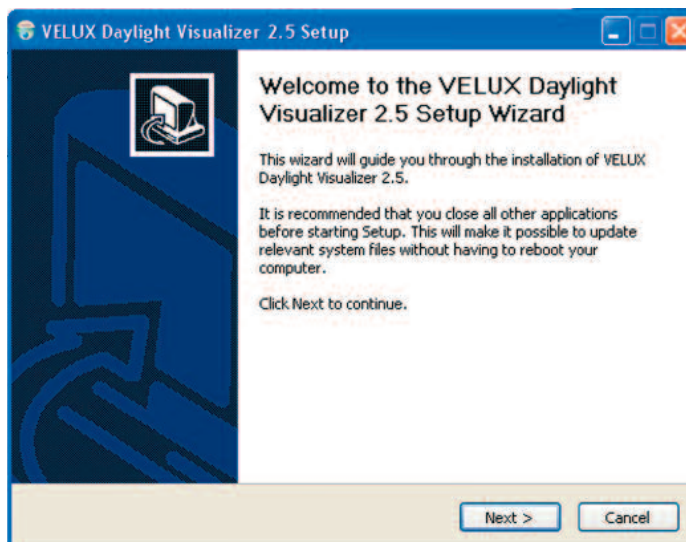 VELUX Daylight Visualizer 2.5 Setup
Welcome to the VELUX Daylight
Visualizer 2.5 Setup Wizard
This wizard will guide you through the installation of VELUX
Daylight Visualizer 2.5.
It is recommended that you close all other applications
before starting Setup. This will make it possible to update
relevant system files without having to reboot your
computer.
Click Next to continue.
Next >
Cancel